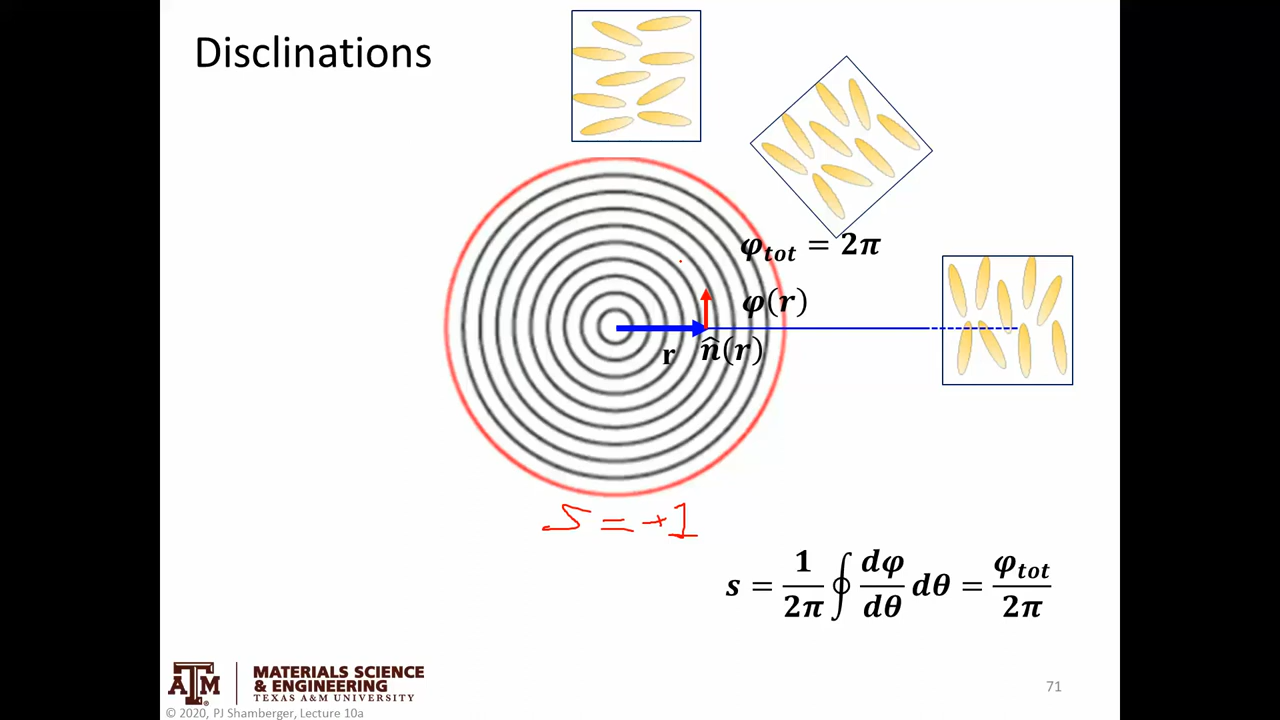 Disclinations
φ_tot = 2π
φ(r)
r
n̂(r)
S = +1
s = 1/2π ∮ dφ/dθ dθ = φ_tot/2π
ATM
MATERIALS SCIENCE
& ENGINEERING
TEXAS A&M UNIVERSITY
© 2020, PJ Shamberger, Lecture 10a
71